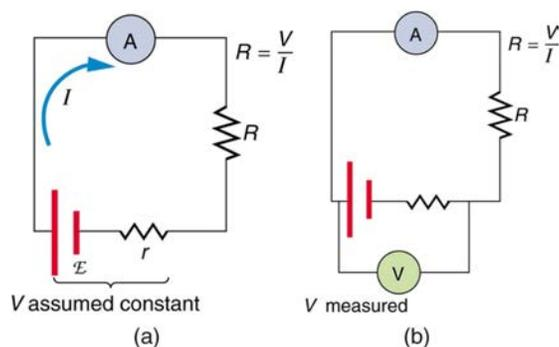 A
R = V/I
I
R
ℰ
r
V assumed constant
(a)
A
R = V/I
R
V
V measured
(b)